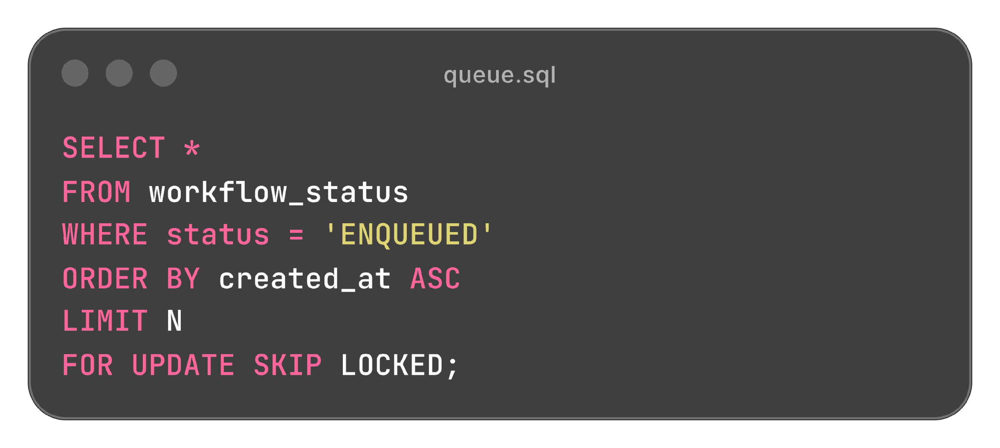 queue.sql
SELECT *
FROM workflow_status
WHERE status = 'ENQUEUED'
ORDER BY created_at ASC
LIMIT N
FOR UPDATE SKIP LOCKED;